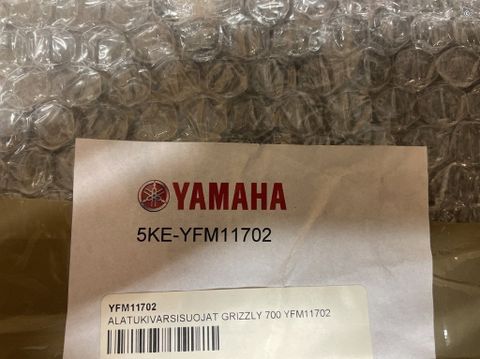 YAMAHA
5KE-YFM11702
YFM11702
ALATUKIVARSISUOJAT GRIZZLY 700 YFM11702